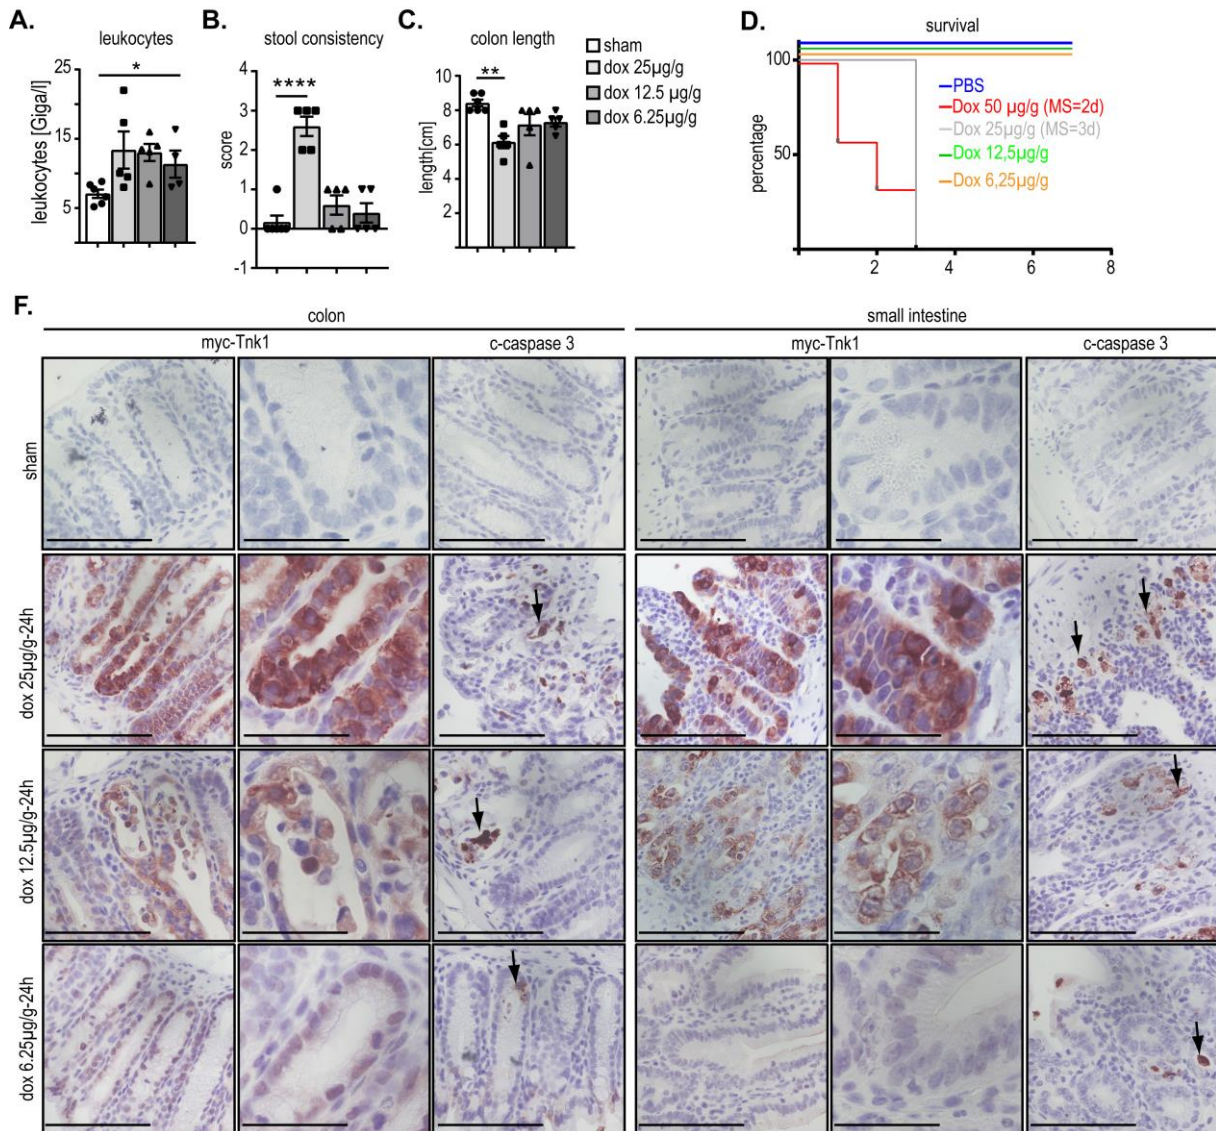 A.
leukocytes
leukocytes [Giga/l]
25
15
5
*
B.
stool consistency
score
4
3
2
1
0
-1
****
C.
colon length
length[cm]
10
8
6
4
2
**
sham
dox 25µg/g
dox 12.5 µg/g
dox 6.25µg/g
D.
survival
percentage
100
50
2
4
6
8
PBS
Dox 50 µg/g (MS=2d)
Dox 25µg/g (MS=3d)
Dox 12,5µg/g
Dox 6,25µg/g
F.
colon
small intestine
myc-Tnk1
c-caspase 3
myc-Tnk1
c-caspase 3
sham
dox 25µg/g-24h
dox 12.5µg/g-24h
dox 6.25µg/g-24h